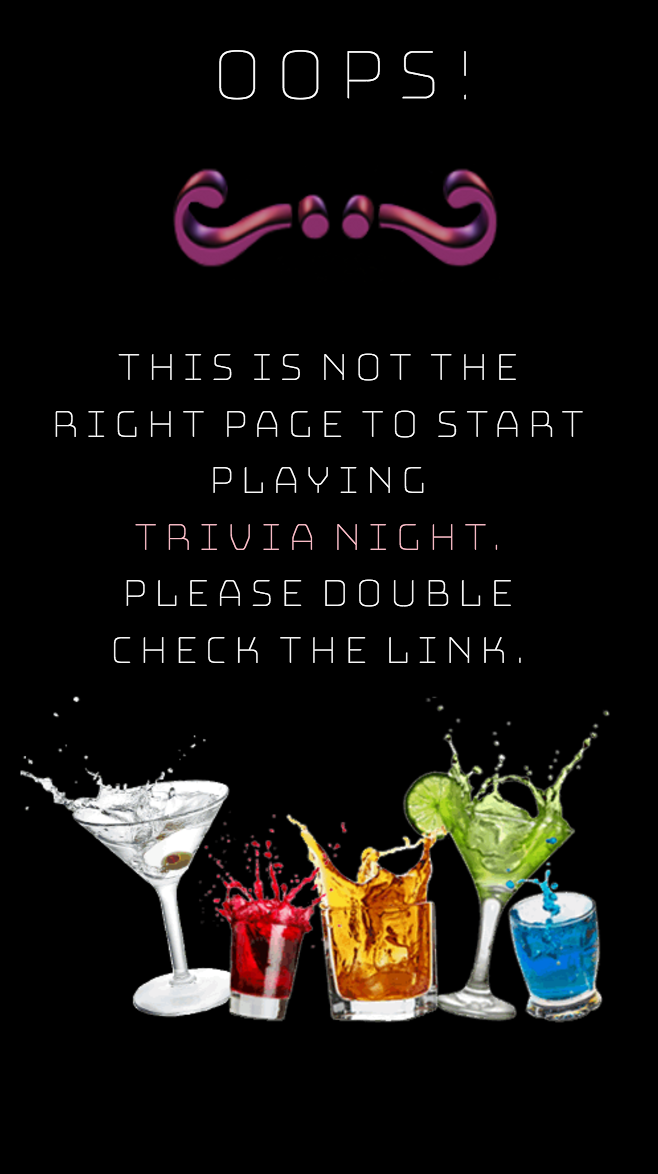 OOPS!
THIS IS NOT THE
RIGHT PAGE TO START
PLAYING
TRIVIA NIGHT.
PLEASE DOUBLE
CHECK THE LINK.